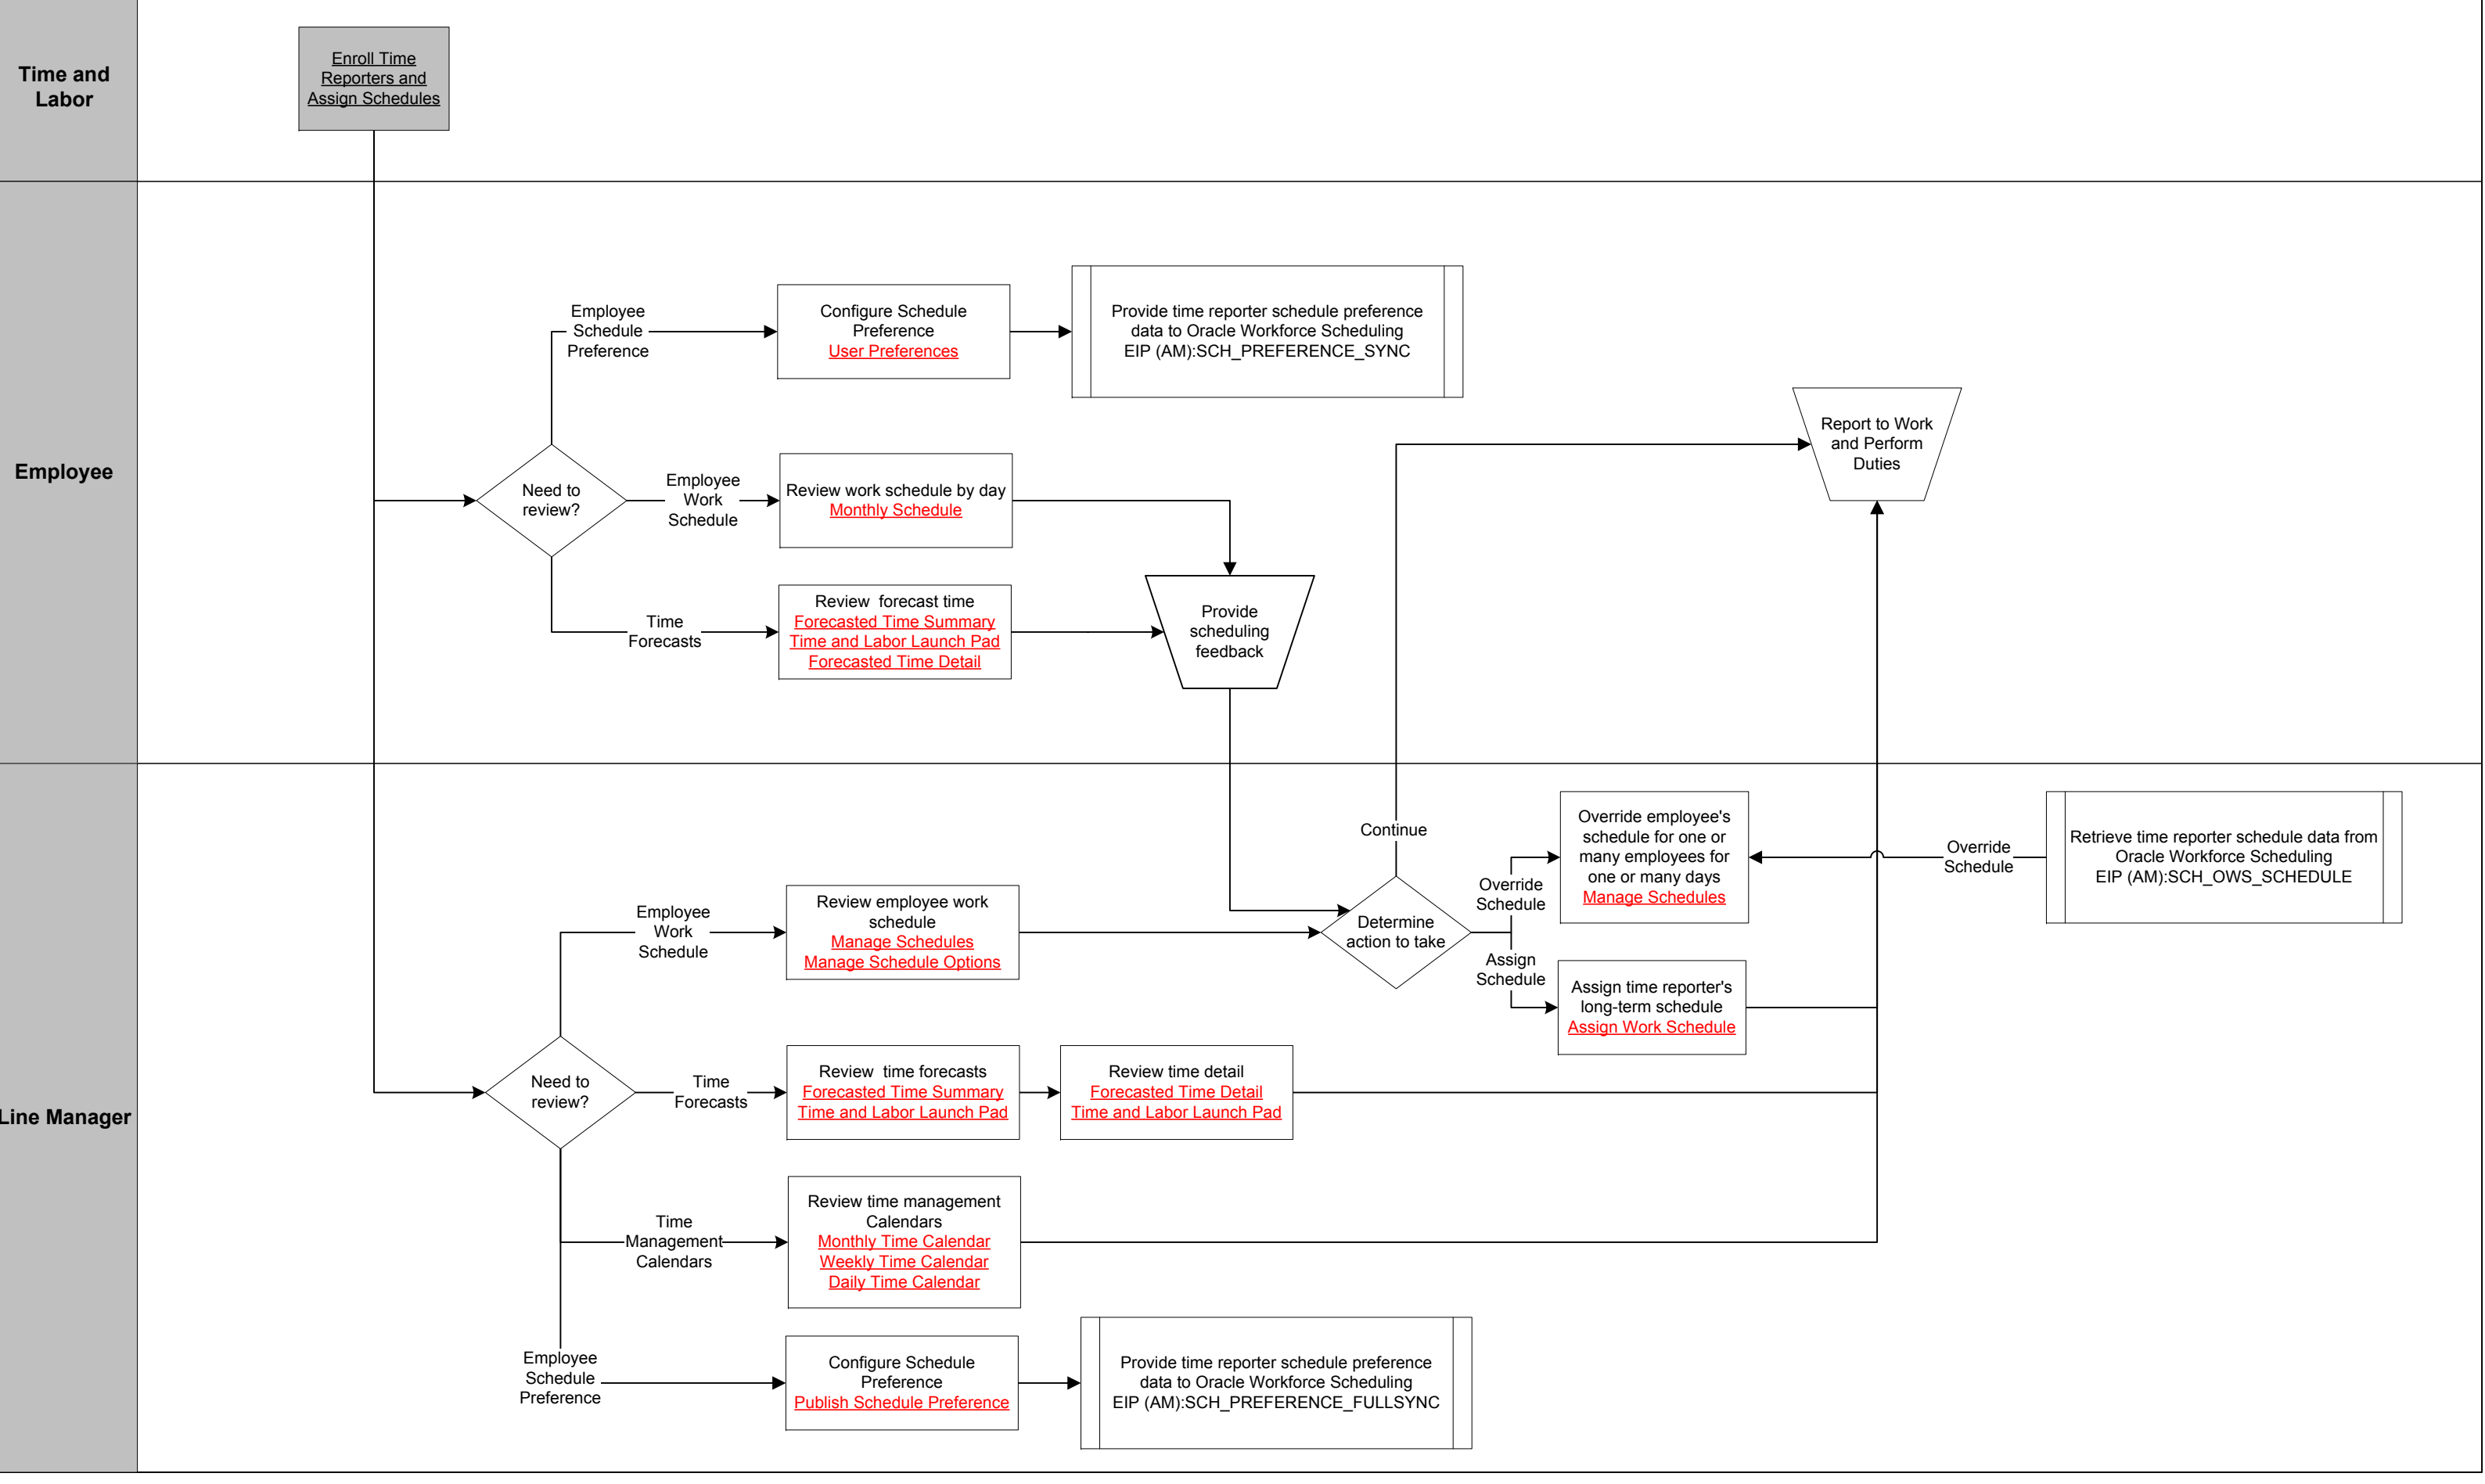 Time and
Labor
Enroll Time
Reporters and
Assign Schedules
Employee
Employee
Schedule
Preference
Configure Schedule
Preference
User Preferences
Provide time reporter schedule preference
data to Oracle Workforce Scheduling
EIP (AM):SCH_PREFERENCE_SYNC
Need to
review?
Employee
Work
Schedule
Review work schedule by day
Monthly Schedule
Time
Forecasts
Review  forecast time
Forecasted Time Summary
Time and Labor Launch Pad
Forecasted Time Detail
Provide
scheduling
feedback
Report to Work
and Perform
Duties
Line Manager
Need to
review?
Employee
Work
Schedule
Review employee work
schedule
Manage Schedules
Manage Schedule Options
Continue
Determine
action to take
Override
Schedule
Override employee's
schedule for one or
many employees for
one or many days
Manage Schedules
Override
Schedule
Retrieve time reporter schedule data from
Oracle Workforce Scheduling
EIP (AM):SCH_OWS_SCHEDULE
Assign
Schedule
Assign time reporter's
long-term schedule
Assign Work Schedule
Time
Forecasts
Review  time forecasts
Forecasted Time Summary
Time and Labor Launch Pad
Review time detail
Forecasted Time Detail
Time and Labor Launch Pad
Time
Management
Calendars
Review time management
Calendars
Monthly Time Calendar
Weekly Time Calendar
Daily Time Calendar
Employee
Schedule
Preference
Configure Schedule
Preference
Publish Schedule Preference
Provide time reporter schedule preference
data to Oracle Workforce Scheduling
EIP (AM):SCH_PREFERENCE_FULLSYNC